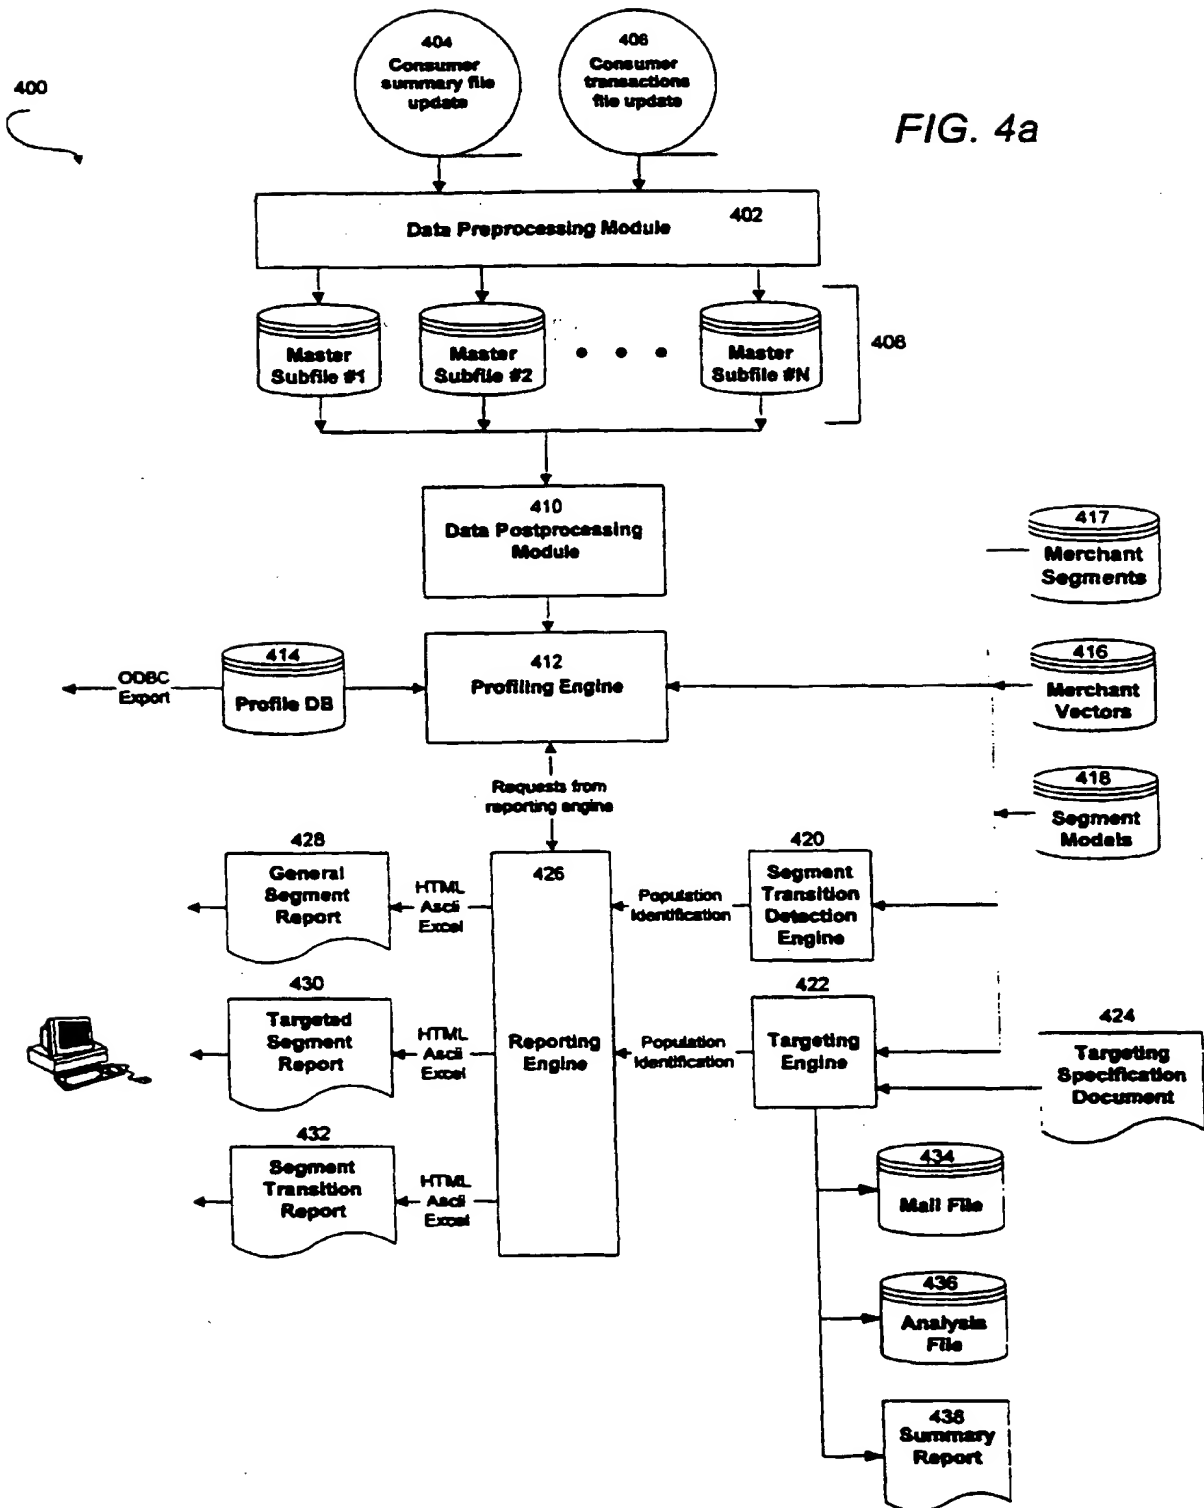 404
Consumer
summary file
update
406
Consumer
transactions
file update
400
FIG. 4a
402
Data Preprocessing Module
Master
Subfile #1
Master
Subfile #2
Master
Subfile #N
408
410
Data Postprocessing
Module
417
Merchant
Segments
ODBC
Export
414
Profile DB
412
Profiling Engine
416
Merchant
Vectors
Requests from
reporting engine
418
Segment
Models
428
General
Segment
Report
HTML
Ascii
Excel
426
Reporting
Engine
Population
Identification
420
Segment
Transition
Detection
Engine
430
Targeted
Segment
Report
HTML
Ascii
Excel
Population
Identification
422
Targeting
Engine
424
Targeting
Specification
Document
432
Segment
Transition
Report
HTML
Ascii
Excel
434
Mail File
436
Analysis
File
438
Summary
Report